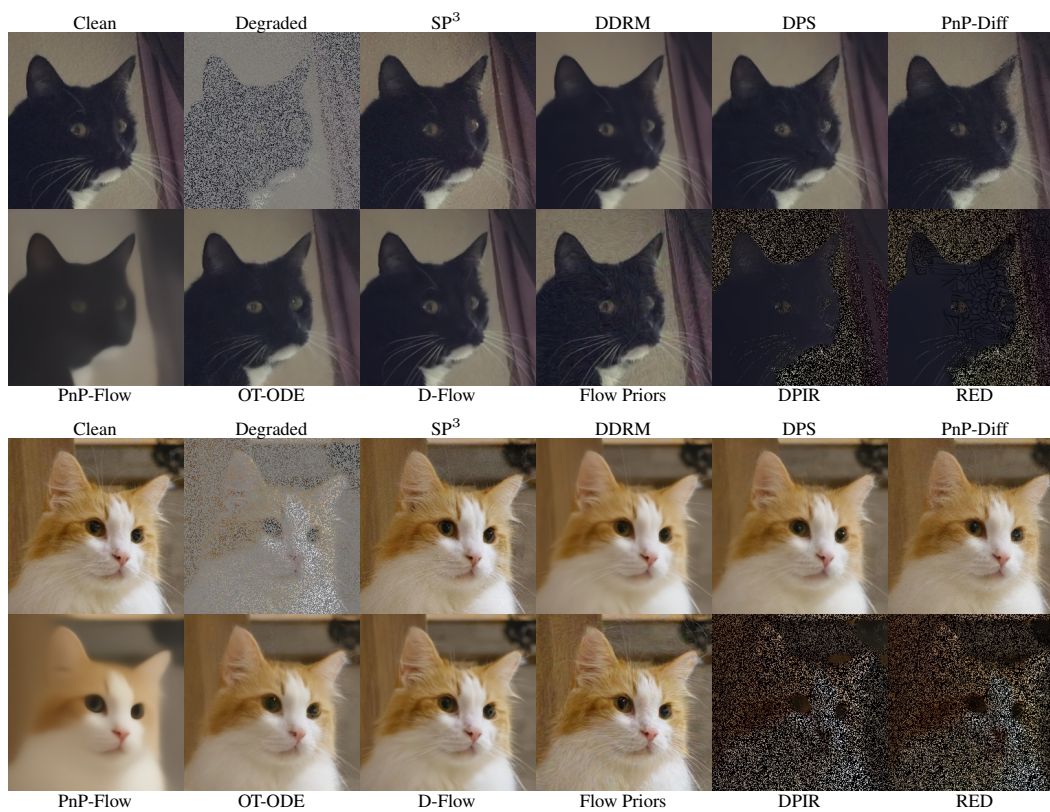 Clean Degraded SP³ DDRM DPS PnP-Diff
PnP-Flow OT-ODE D-Flow Flow Priors DPIR RED
Clean Degraded SP³ DDRM DPS PnP-Diff
PnP-Flow OT-ODE D-Flow Flow Priors DPIR RED